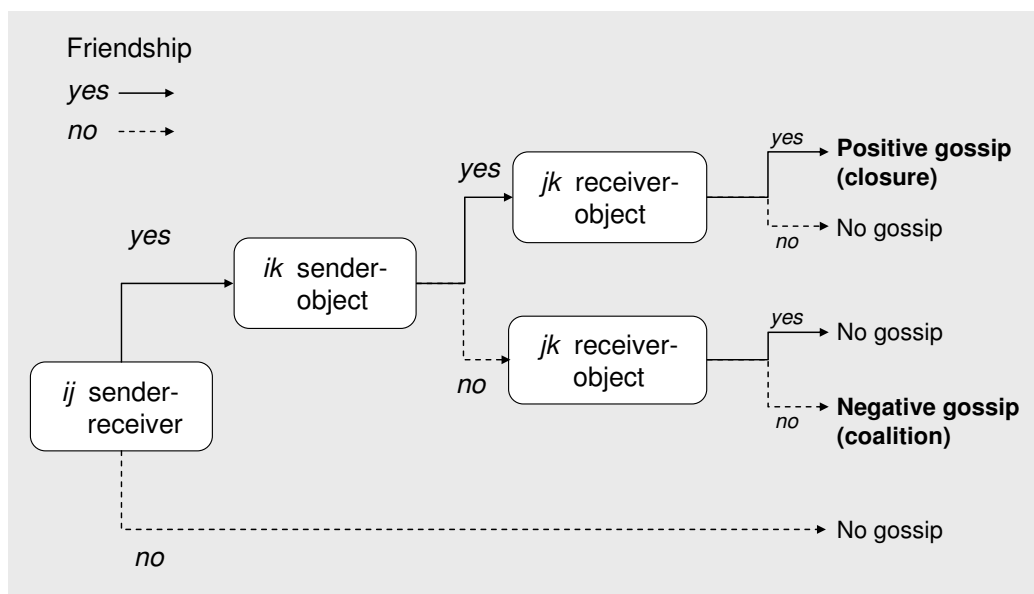 Friendship
yes
no
yes
ij sender-
receiver
no
ik sender-
object
yes
no
jk receiver-
object
yes
Positive gossip
(closure)
no
No gossip
jk receiver-
object
yes
No gossip
no
Negative gossip
(coalition)
No gossip